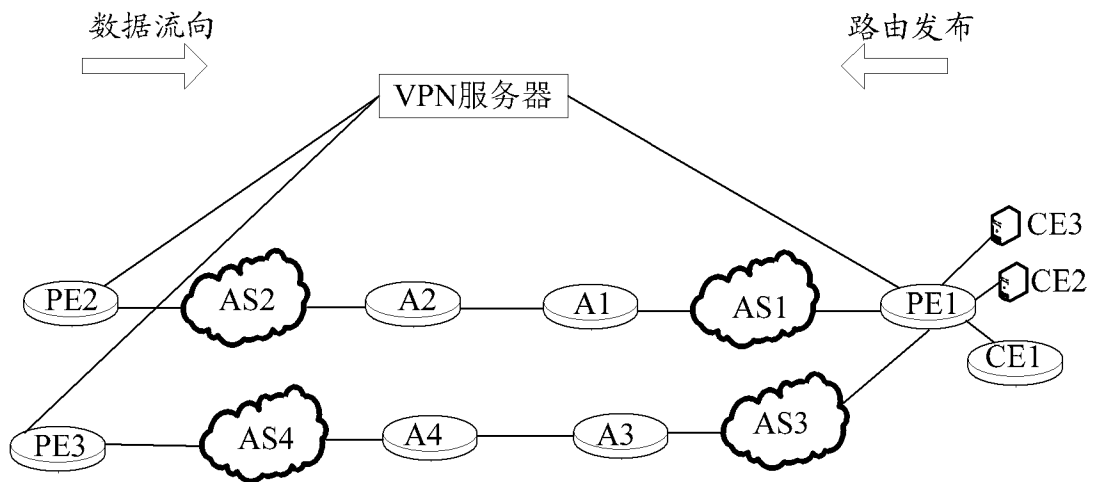 数据流向
路由发布
VPN服务器
CE3
PE2
AS2
A2
A1
AS1
PE1
CE2
CE1
PE3
AS4
A4
A3
AS3